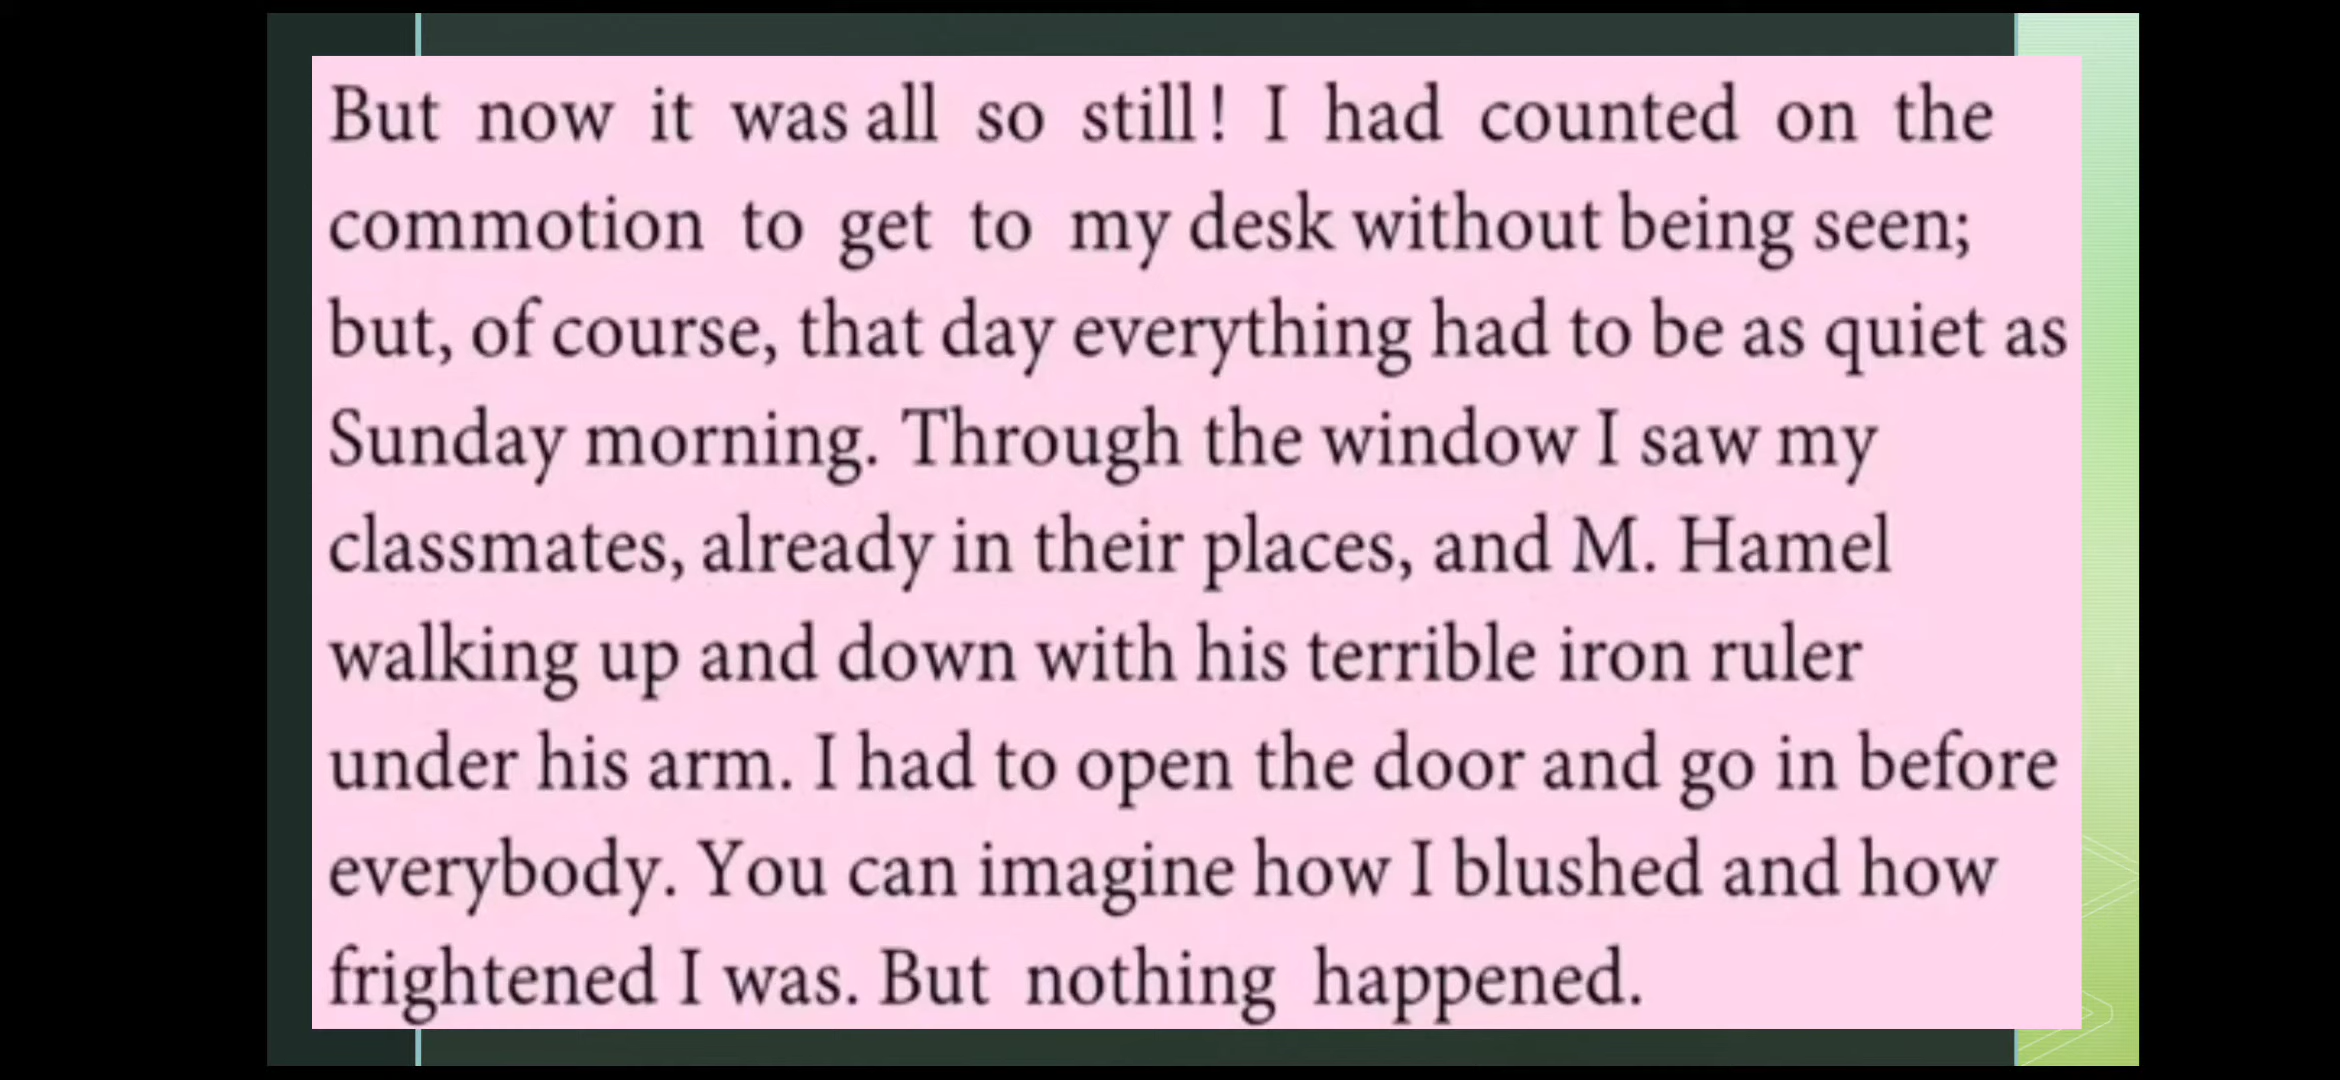 But now it was all so still! I had counted on the
commotion to get to my desk without being seen;
but, of course, that day everything had to be as quiet as
Sunday morning. Through the window I saw my
classmates, already in their places, and M. Hamel
walking up and down with his terrible iron ruler
under his arm. I had to open the door and go in before
everybody. You can imagine how I blushed and how
frightened I was. But nothing happened.